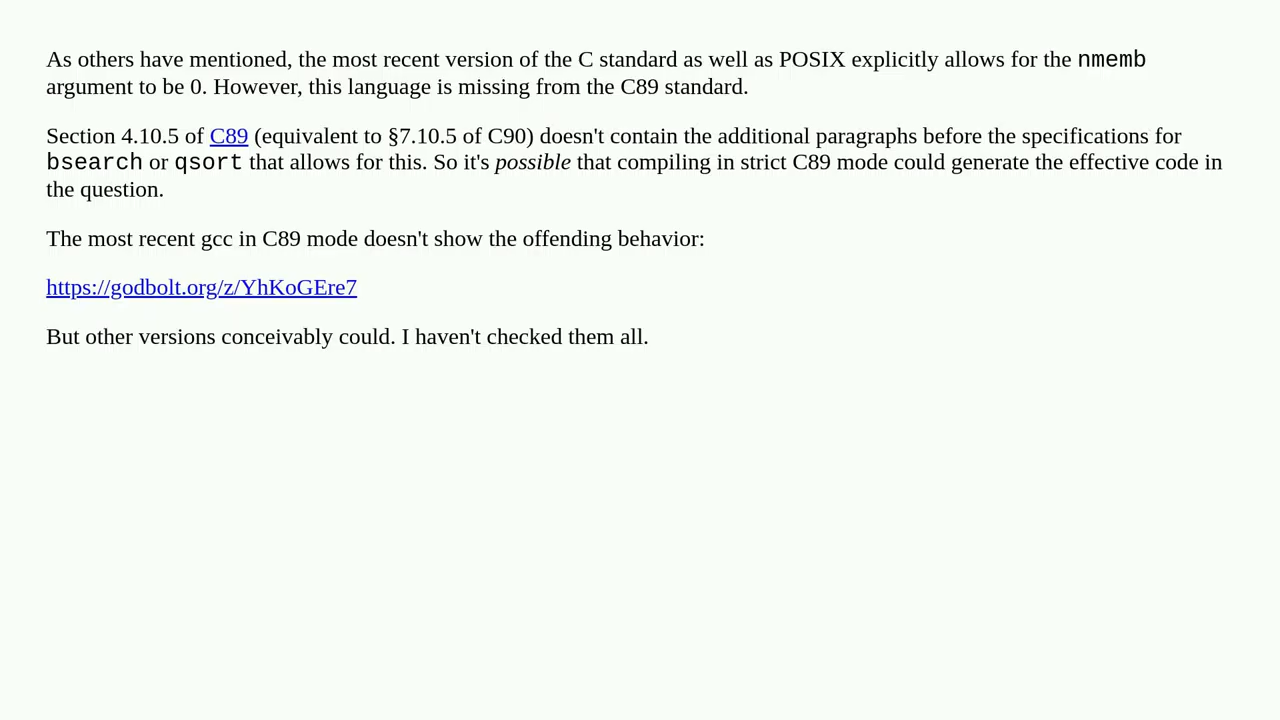 As others have mentioned, the most recent version of the C standard as well as POSIX explicitly allows for the nmemb
argument to be 0. However, this language is missing from the C89 standard.
Section 4.10.5 of C89 (equivalent to §7.10.5 of C90) doesn't contain the additional paragraphs before the specifications for
bsearch or qsort that allows for this. So it's possible that compiling in strict C89 mode could generate the effective code in
the question.
The most recent gcc in C89 mode doesn't show the offending behavior:
https://godbolt.org/z/YhKoGEre7
But other versions conceivably could. I haven't checked them all.